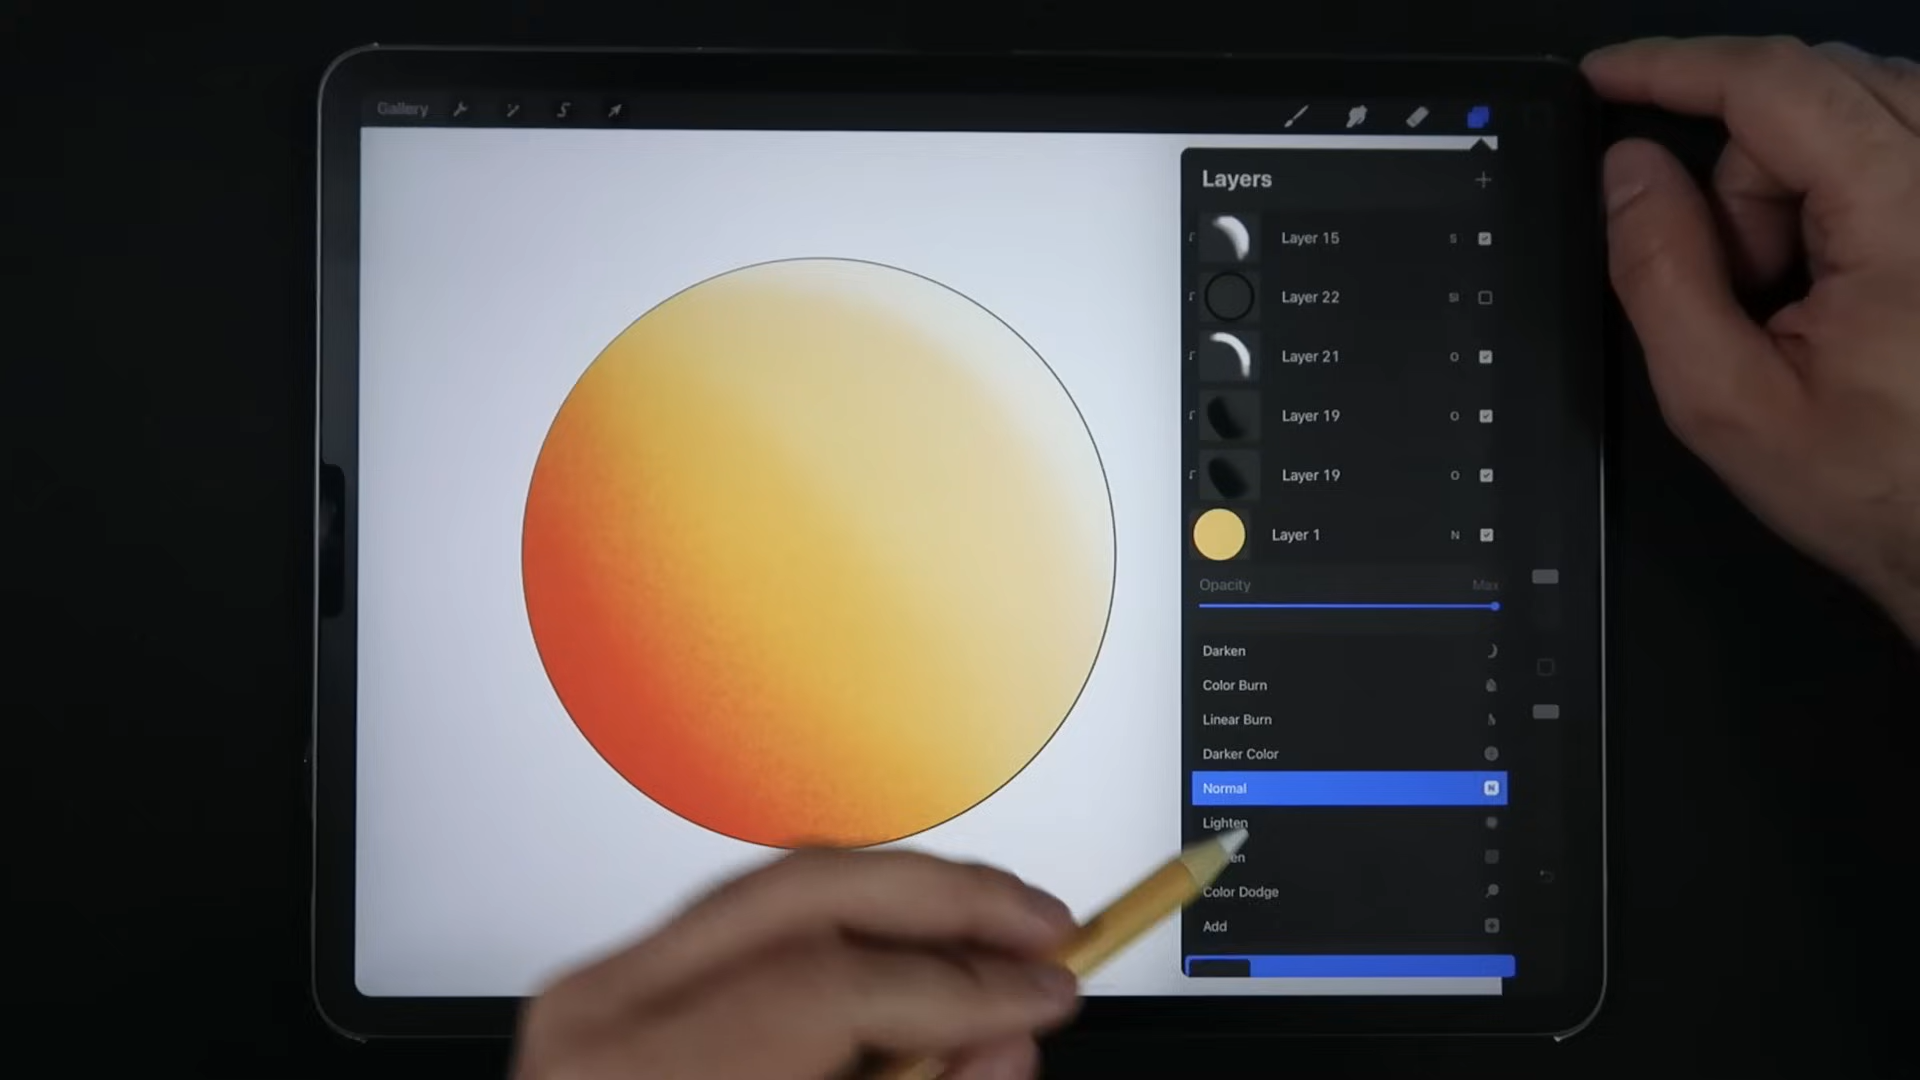 Gallery
Layers
Layer 15 S
Layer 22
Layer 21 O
Layer 19 O
Layer 19 O
Layer 1 N
Opacity Max
Darken
Color Burn
Linear Burn
Darker Color
Normal N
Lighten
en
Color Dodge
Add